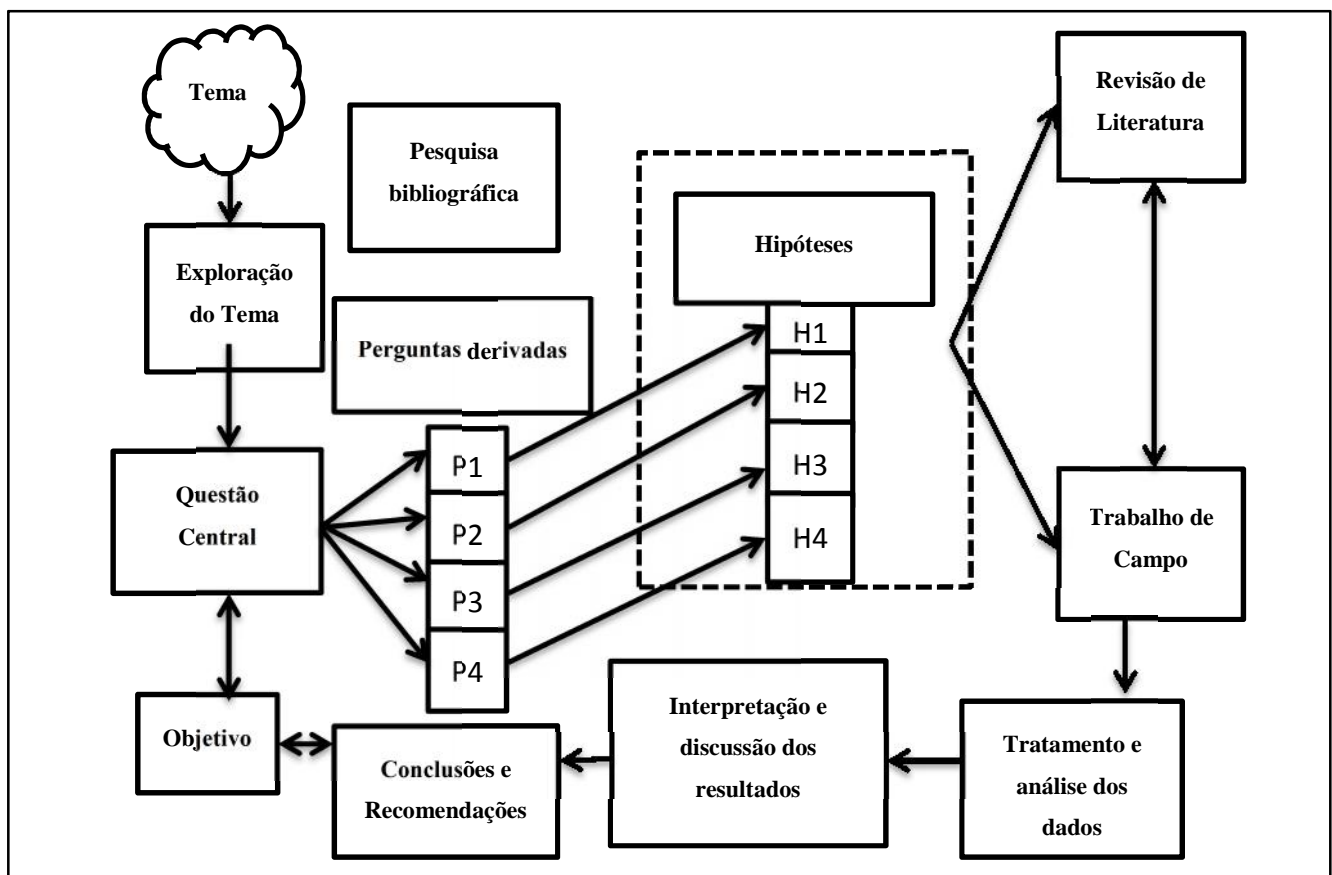 Tema
Exploração
do Tema
Questão
Central
Objetivo
Pesquisa
bibliográfica
Perguntas derivadas
P1
P2
P3
P4
Hipóteses
H1
H2
H3
H4
Revisão de
Literatura
Trabalho de
Campo
Tratamento e
análise dos
dados
Interpretação e
discussão dos
resultados
Conclusões e
Recomendações